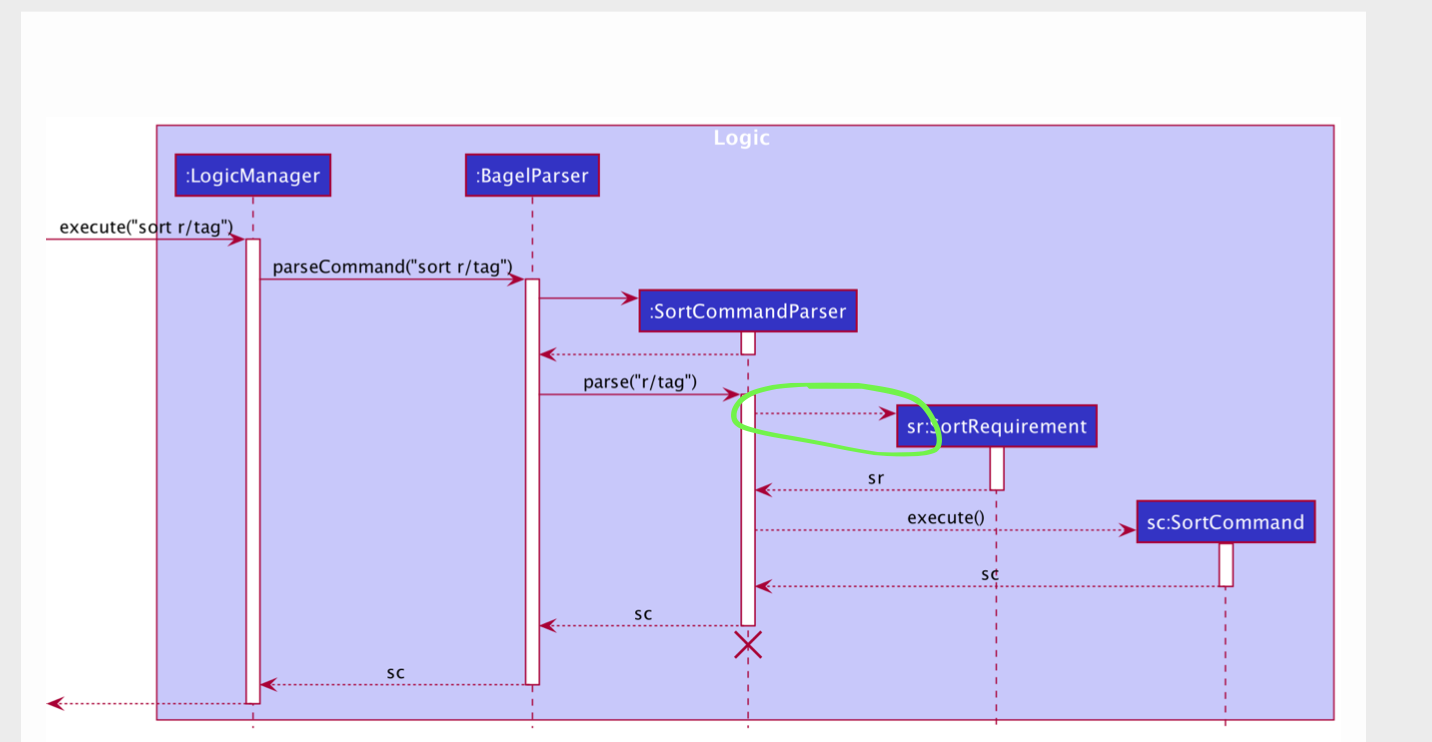 Logic
:LogicManager
:BagelParser
execute("sort r/tag")
parseCommand("sort r/tag")
:SortCommandParser
parse("r/tag")
sr:SortRequirement
sr
execute()
sc:SortCommand
sc
sc
sc